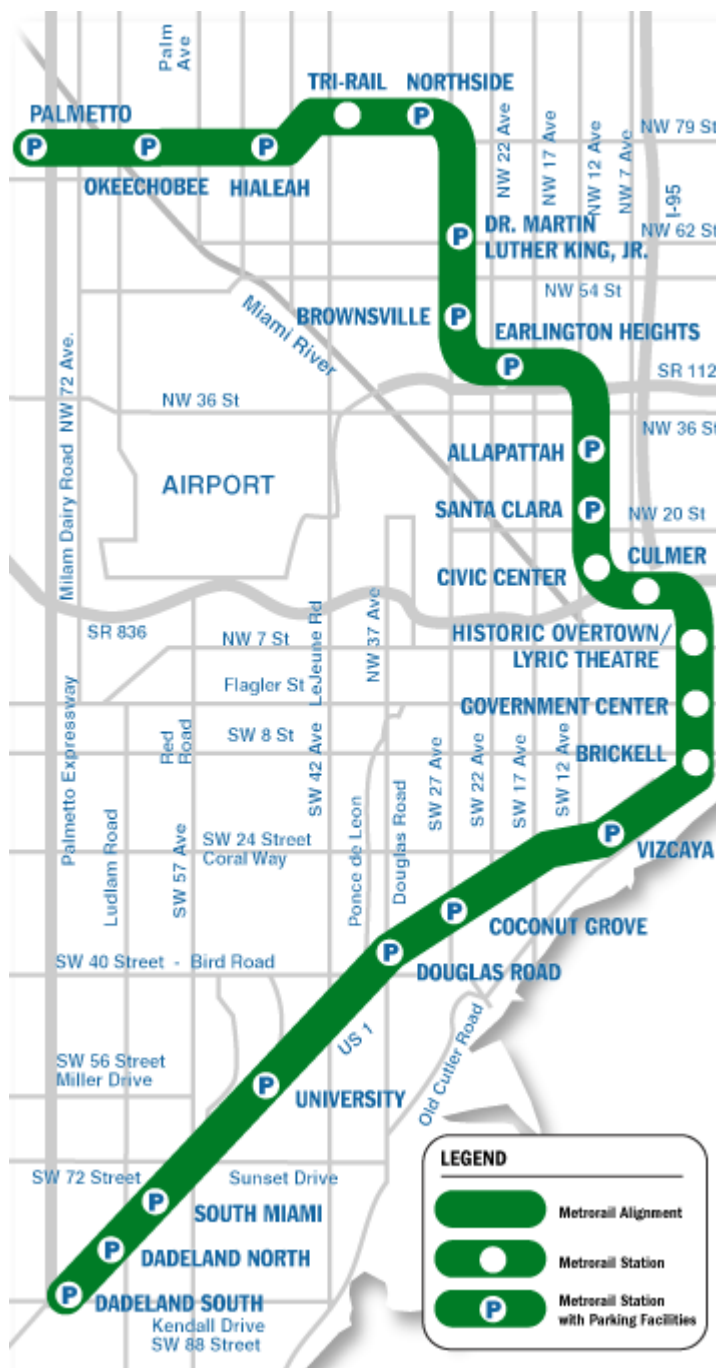 Palm
Ave
TRI-RAIL
NORTHSIDE
PALMETTO
P
P
P
P
OKEECHOBEE
HIALEAH
NW 22 Ave
NW 17 Ave
NW 12 Ave
NW 7 Ave
I-95
NW 79 St
P
DR. MARTIN
LUTHER KING, JR.
NW 62 St
NW 54 St
Miami River
BROWNSVILLE
P
EARLINGTON HEIGHTS
P
SR 112
NW 36 St
NW 36 St
Milam Dairy Road NW 72 Ave.
ALLAPATTAH
P
AIRPORT
SANTA CLARA
P
NW 20 St
CULMER
CIVIC CENTER
SR 836
NW 7 St
LeJeune Rd
NW 37 Ave
HISTORIC OVERTOWN/
LYRIC THEATRE
Flagler St
GOVERNMENT CENTER
Red
Road
SW 8 St
SW 42 Ave
BRICKELL
Palmetto Expressway
Ludlam Road
SW 57 Ave
SW 24 Street
Coral Way
Ponce de Leon
Douglas Road
SW 27 Ave
SW 22 Ave
SW 17 Ave
SW 12 Ave
P
VIZCAYA
P
COCONUT GROVE
P
DOUGLAS ROAD
SW 40 Street - Bird Road
US 1
Old Cutler Road
SW 56 Street
Miller Drive
P
UNIVERSITY
SW 72 Street
Sunset Drive
P
SOUTH MIAMI
P
DADELAND NORTH
P
DADELAND SOUTH
Kendall Drive
SW 88 Street
LEGEND
Metrorail Alignment
Metrorail Station
P
Metrorail Station
with Parking Facilities